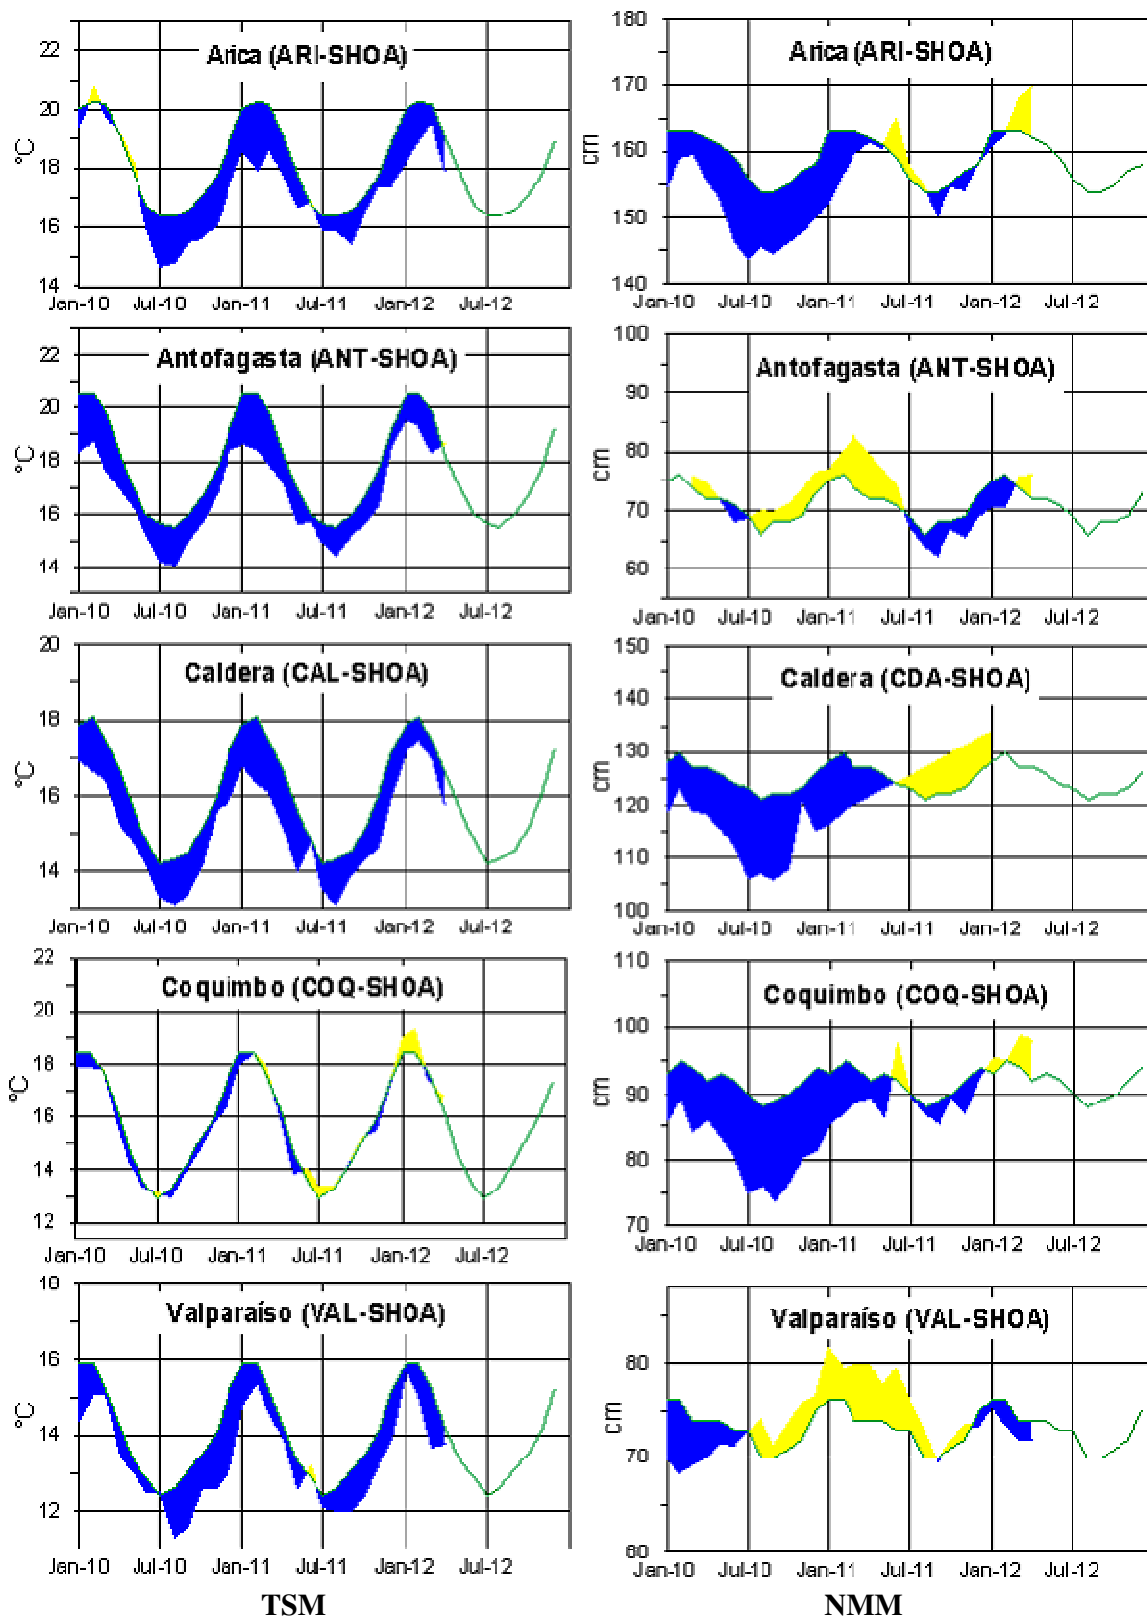 22
Arica (ARI-SHOA)
20
°C
18
16
14
Jan-10 Jul-10 Jan-11 Jul-11 Jan-12 Jul-12
180
Arica (ARI-SHOA)
170
160
cm
150
140
Jan-10 Jul-10 Jan-11 Jul-11 Jan-12 Jul-12
22
Antofagasta (ANT-SHOA)
20
°C
18
16
14
Jan-10 Jul-10 Jan-11 Jul-11 Jan-12 Jul-12
100
Antofagasta (ANT-SHOA)
90
80
cm
70
60
Jan-10 Jul-10 Jan-11 Jul-11 Jan-12 Jul-12
20
Caldera (CAL-SHOA)
18
°C
16
14
Jan-10 Jul-10 Jan-11 Jul-11 Jan-12 Jul-12
150
Caldera (CDA-SHOA)
140
130
cm
120
110
100
Jan-10 Jul-10 Jan-11 Jul-11 Jan-12 Jul-12
22
Coquimbo (COQ-SHOA)
20
18
°C
16
14
12
Jan-10 Jul-10 Jan-11 Jul-11 Jan-12 Jul-12
110
Coquimbo (COQ-SHOA)
100
90
cm
80
70
Jan-10 Jul-10 Jan-11 Jul-11 Jan-12 Jul-12
18
Valparaíso (VAL-SHOA)
16
°C
14
12
Jan-10 Jul-10 Jan-11 Jul-11 Jan-12 Jul-12
TSM
Valparaíso (VAL-SHOA)
80
cm
70
60
Jan-10 Jul-10 Jan-11 Jul-11 Jan-12 Jul-12
NMM